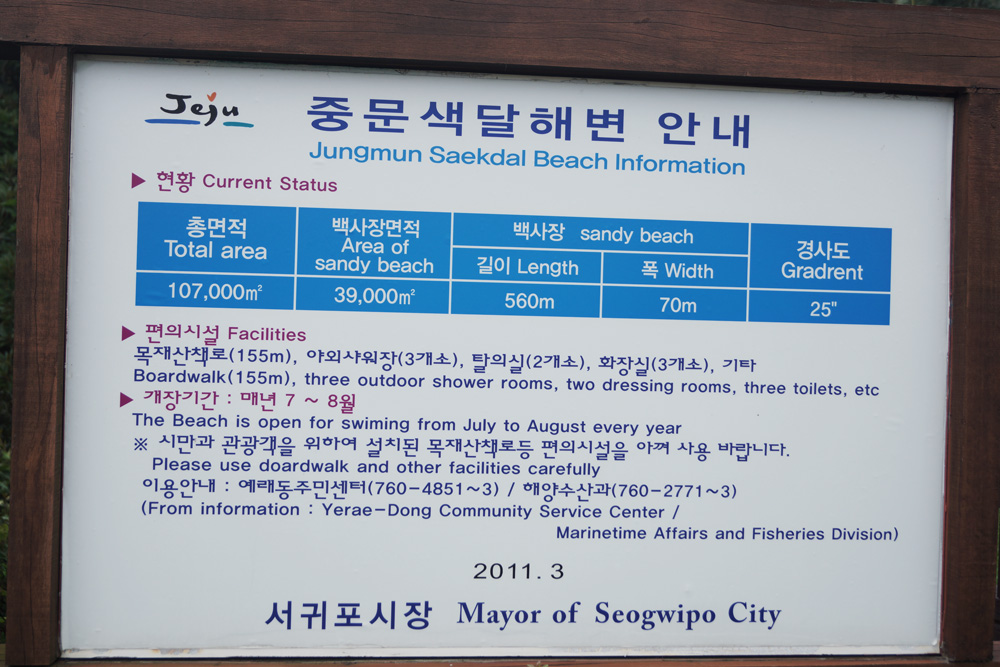 Jeju
중문색달해변 안내
Jungmun Saekdal Beach Information
▶ 현황 Current Status
총면적 Total area
백사장면적 Area of sandy beach
백사장 sandy beach
길이 Length
폭 Width
경사도 Gradrent
107,000㎡ 39,000㎡ 560m 70m 25"
▶ 편의시설 Facilities
목재산책로(155m), 야외샤워장(3개소), 탈의실(2개소), 화장실(3개소), 기타
Boardwalk(155m), three outdoor shower rooms, two dressing rooms, three toilets, etc
▶ 개장기간 : 매년 7 ~ 8월
The Beach is open for swiming from July to August every year
※ 시만과 관광객을 위하여 설치된 목재산책로등 편의시설을 아껴 사용 바랍니다.
Please use doardwalk and other facilities carefully
이용안내 : 예래동주민센터(760-4851~3) / 해양수산과(760-2771~3)
(From information : Yerae-Dong Community Service Center /
Marinetime Affairs and Fisheries Division)
2011. 3
서귀포시장 Mayor of Seogwipo City